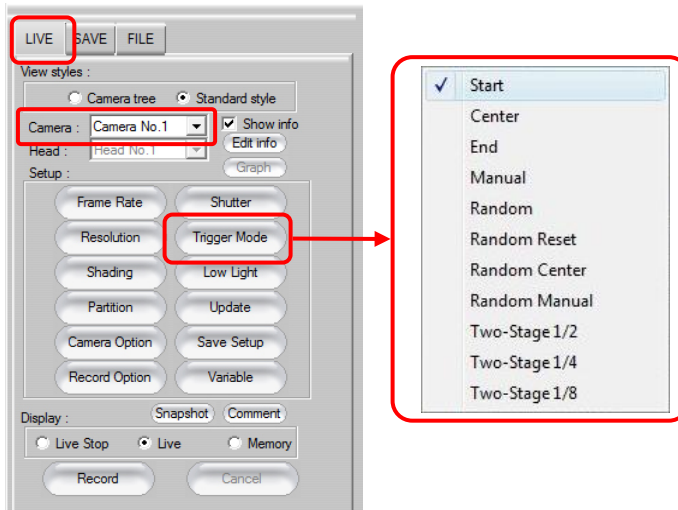 LIVE SAVE FILE
View styles :
Camera tree Standard style
Camera : Camera No.1 Show info
Head : Head No.1 Edit info
Setup : Graph
Frame Rate Shutter
Resolution Trigger Mode
Shading Low Light
Partition Update
Camera Option Save Setup
Record Option Variable
Display : Snapshot Comment
Live Stop Live Memory
Record Cancel
Start
Center
End
Manual
Random
Random Reset
Random Center
Random Manual
Two-Stage 1/2
Two-Stage 1/4
Two-Stage 1/8